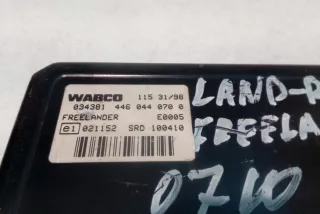 WABCO 115 31/98
034381 446 044 070 0
FREELANDER E0005
e1 021152 SRD 100410
LAND-R
FREELA
0710